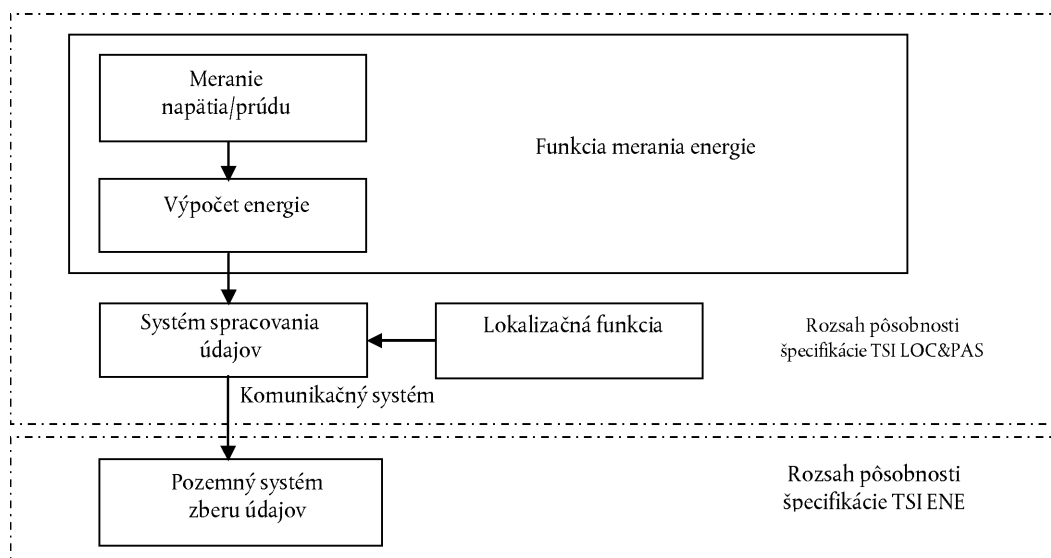 Meranie
napätia/prúdu
Funkcia merania energie
Výpočet energie
Systém spracovania
údajov
Lokalizačná funkcia
Rozsah pôsobnosti
špecifikácie TSI LOC&PAS
Komunikačný systém
Pozemný systém
zberu údajov
Rozsah pôsobnosti
špecifikácie TSI ENE